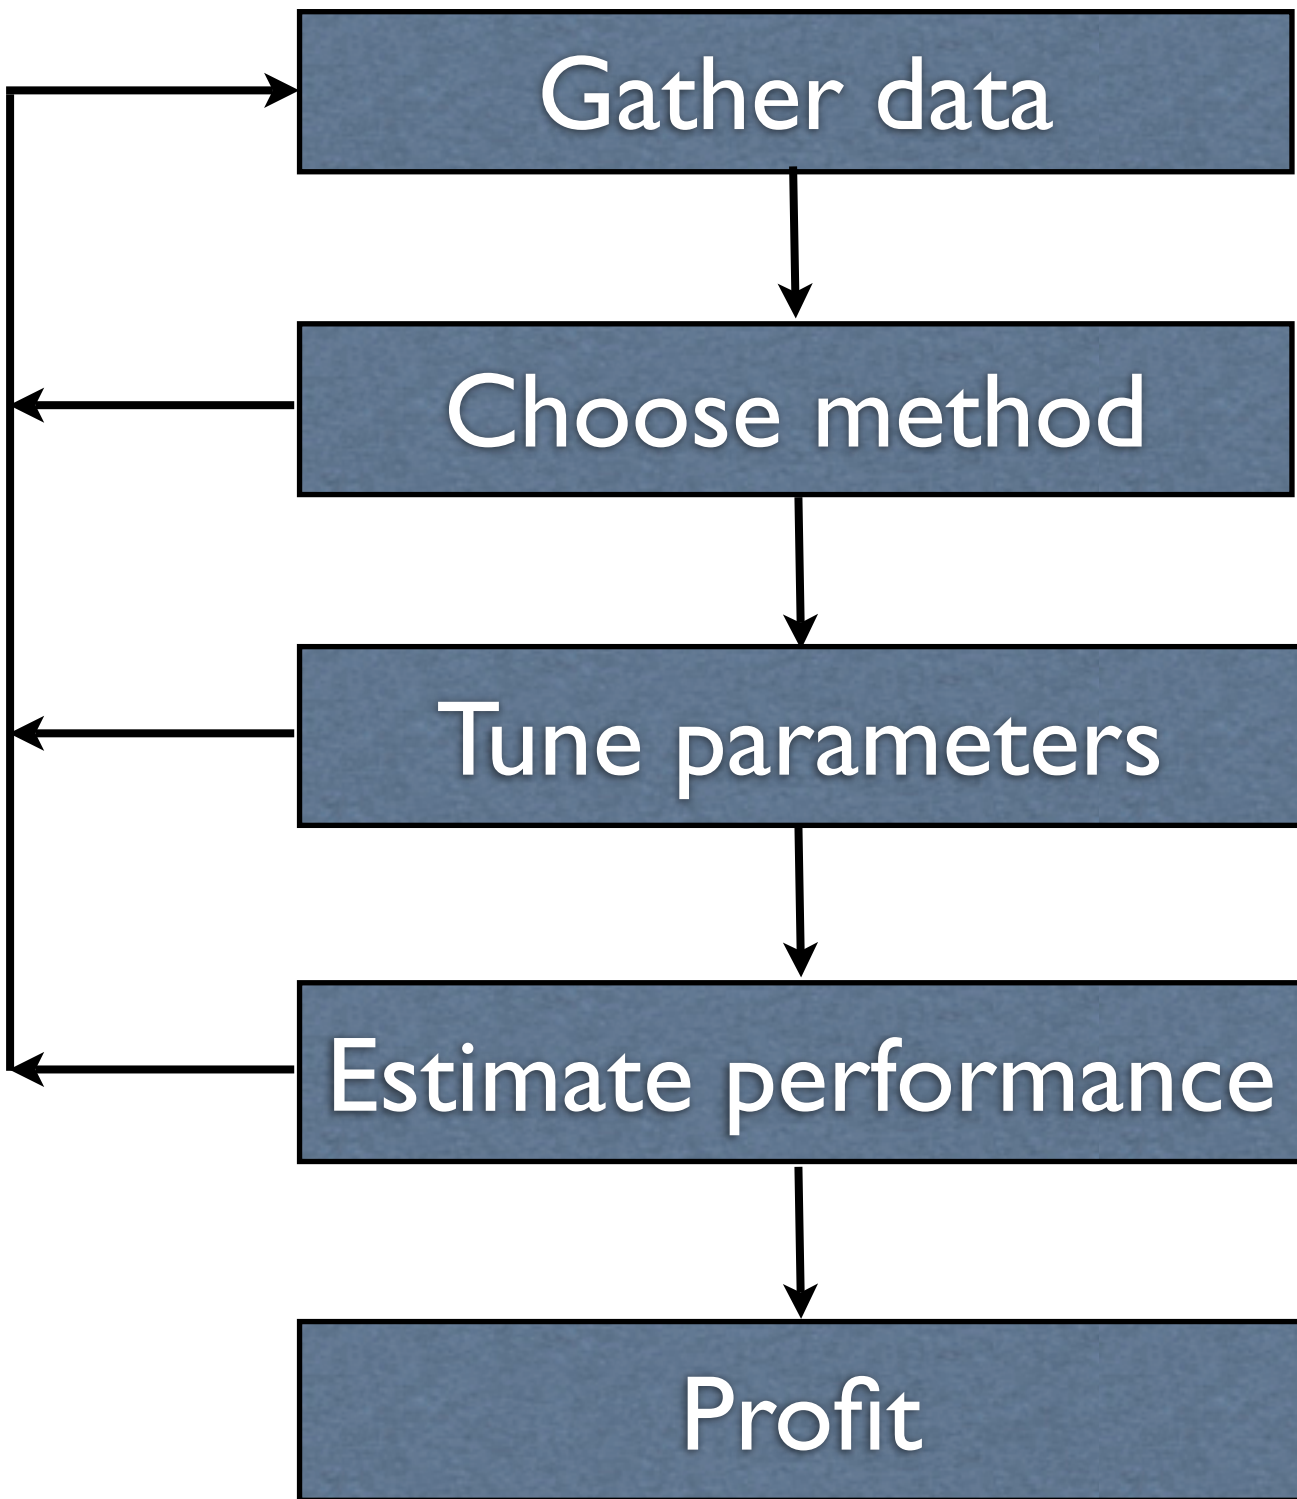 Gather data
Choose method
Tune parameters
Estimate performance
Profit